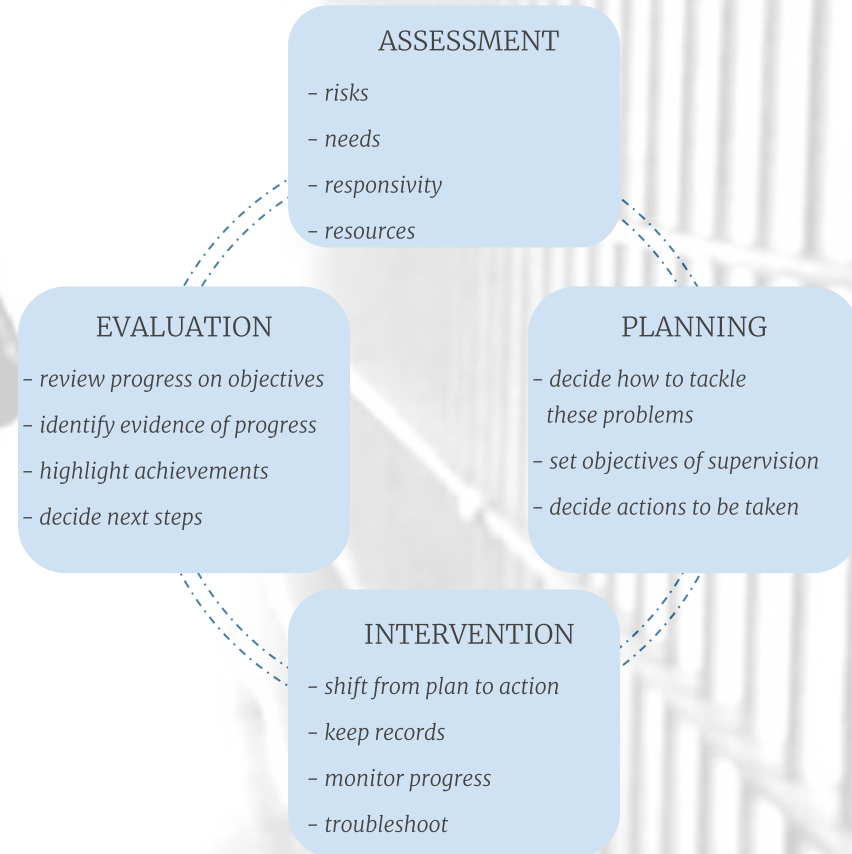 ASSESSMENT
- risks
- needs
- responsivity
- resources
EVALUATION
- review progress on objectives
- identify evidence of progress
- highlight achievements
- decide next steps
PLANNING
- decide how to tackle
these problems
- set objectives of supervision
- decide actions to be taken
INTERVENTION
- shift from plan to action
- keep records
- monitor progress
- troubleshoot